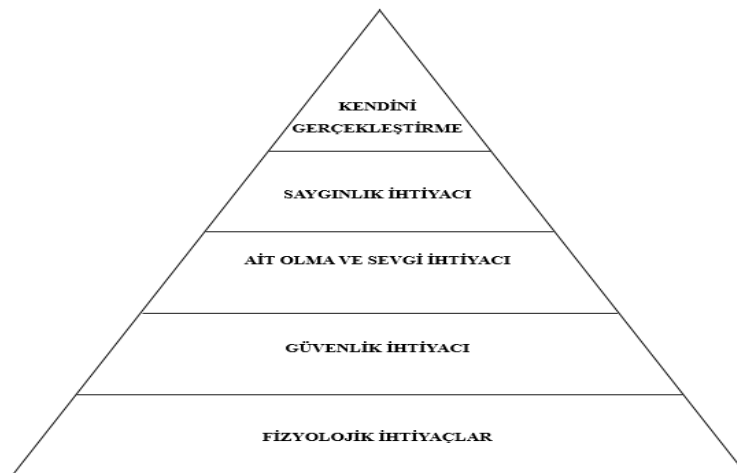 KENDİNİ
GERÇEKLEŞTİRME
SAYGINLIK İHTİYACI
AİT OLMA VE SEVGİ İHTİYACI
GÜVENLİK İHTİYACI
FİZYOLOJİK İHTİYAÇLAR